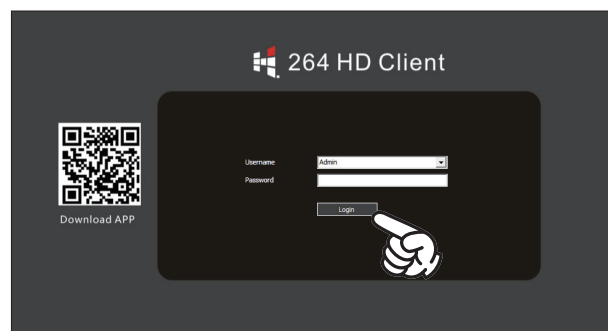 264 HD Client
Username
Admin
Password
Login
Download APP